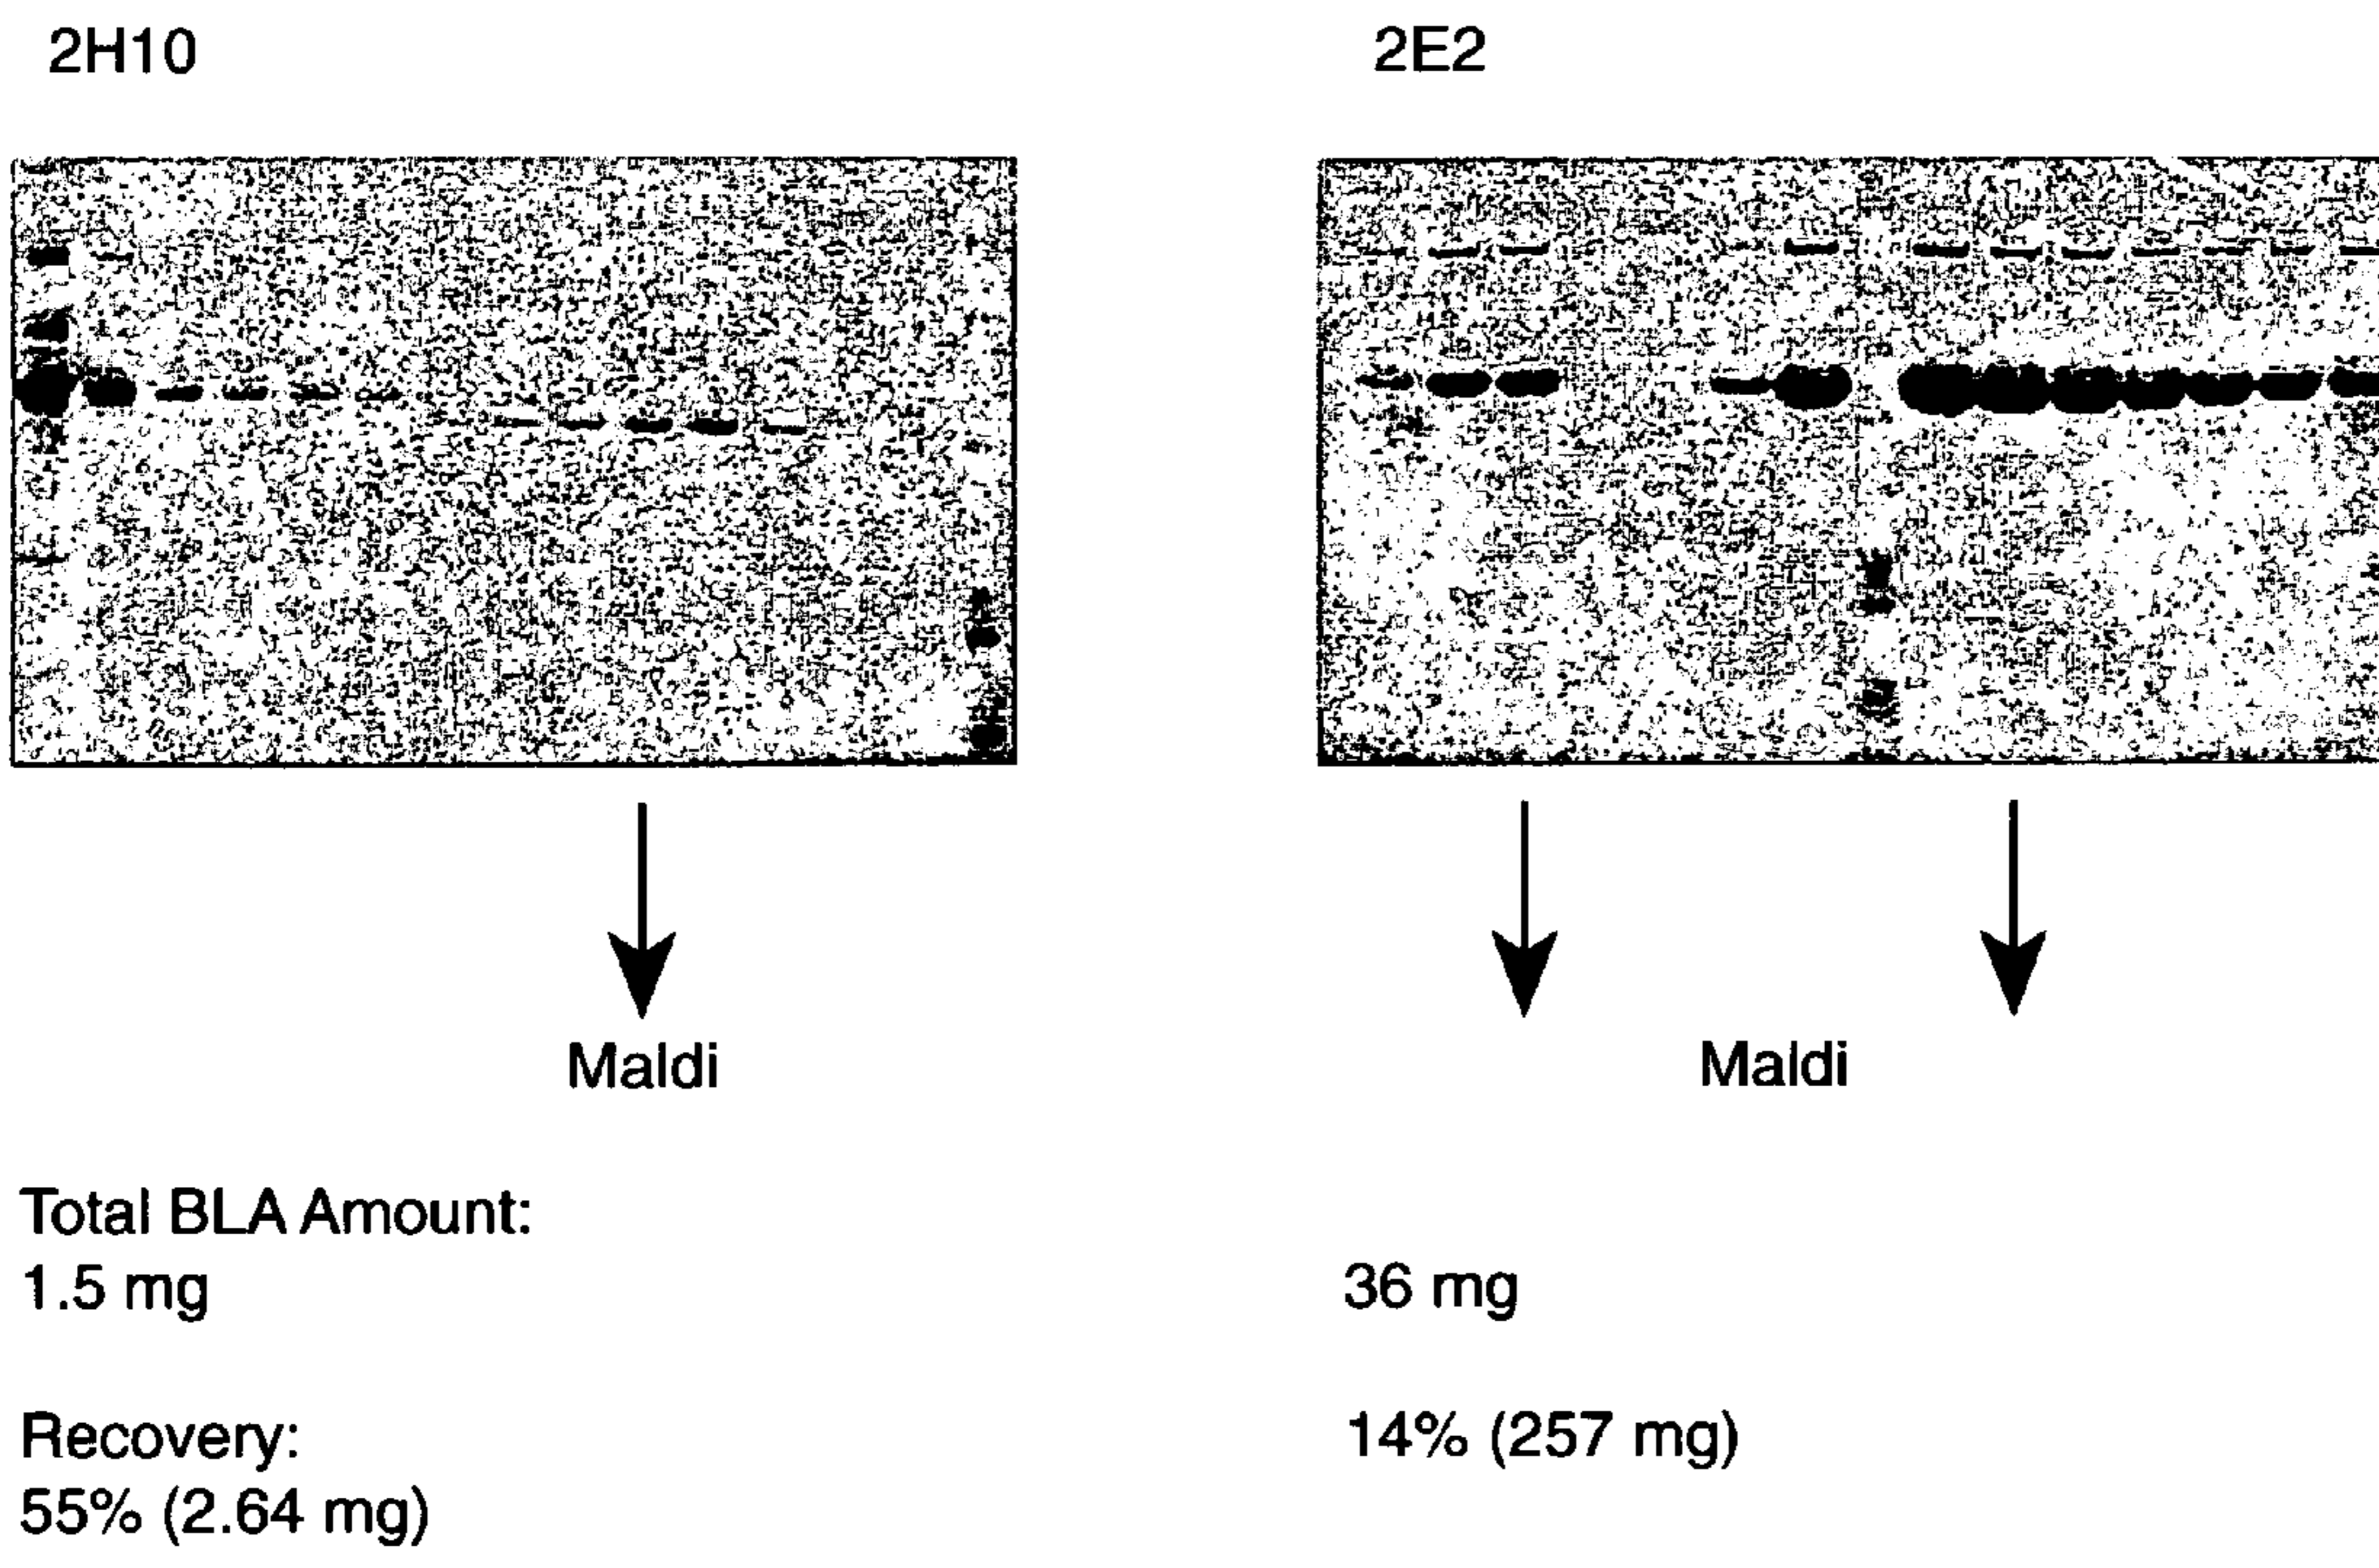 2H10
2E2
Maldi
Maldi
Total BLA Amount:
1.5 mg
36 mg
Recovery:
14% (257 mg)
55% (2.64 mg)